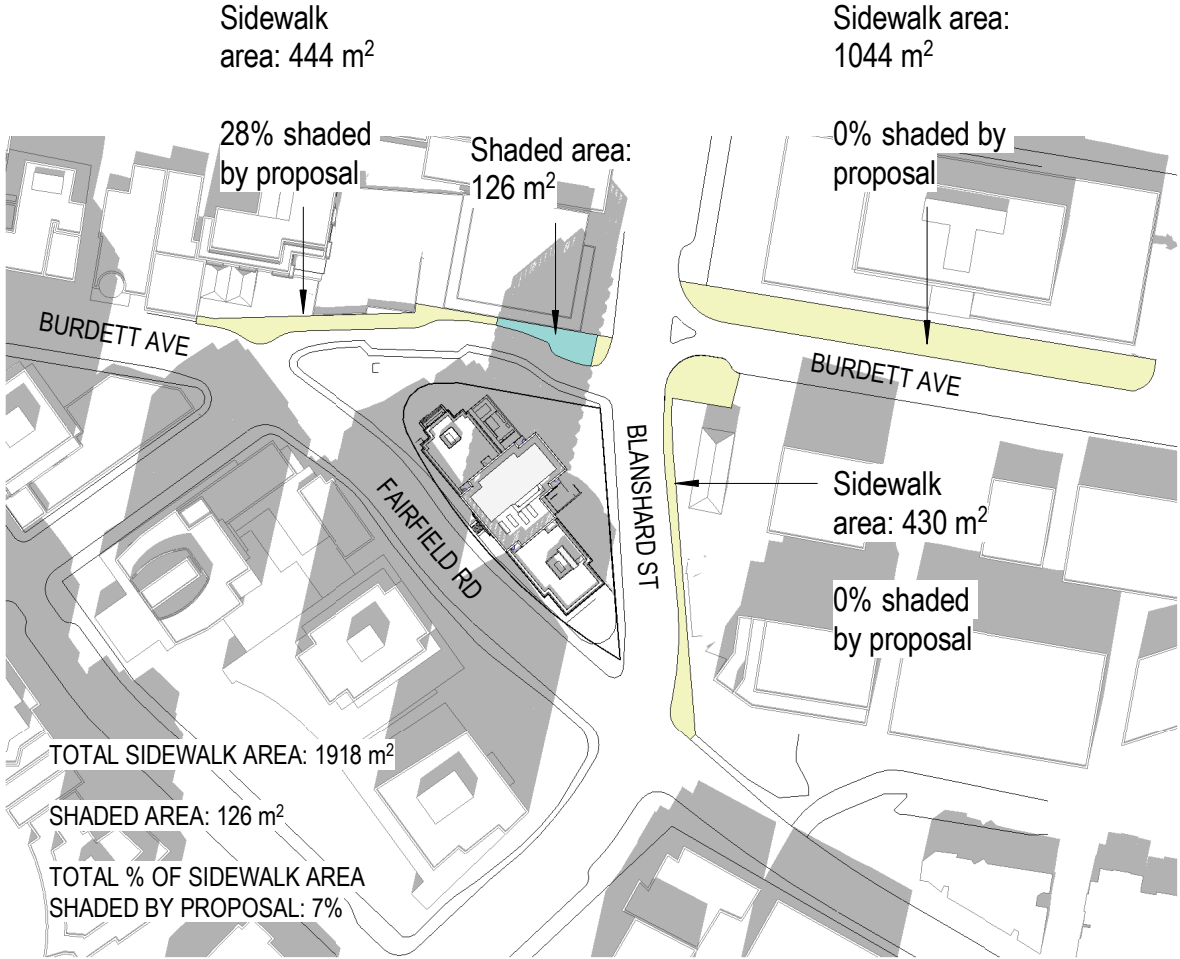 Sidewalk
area: 444 m²
28% shaded
by proposal
Shaded area:
126 m²
Sidewalk area:
1044 m²
0% shaded by
proposal
BURDETT AVE
BURDETT AVE
BLANSHARD ST
FAIRFIELD RD
Sidewalk
area: 430 m²
0% shaded
by proposal
TOTAL SIDEWALK AREA: 1918 m²
SHADED AREA: 126 m²
TOTAL % OF SIDEWALK AREA
SHADED BY PROPOSAL: 7%